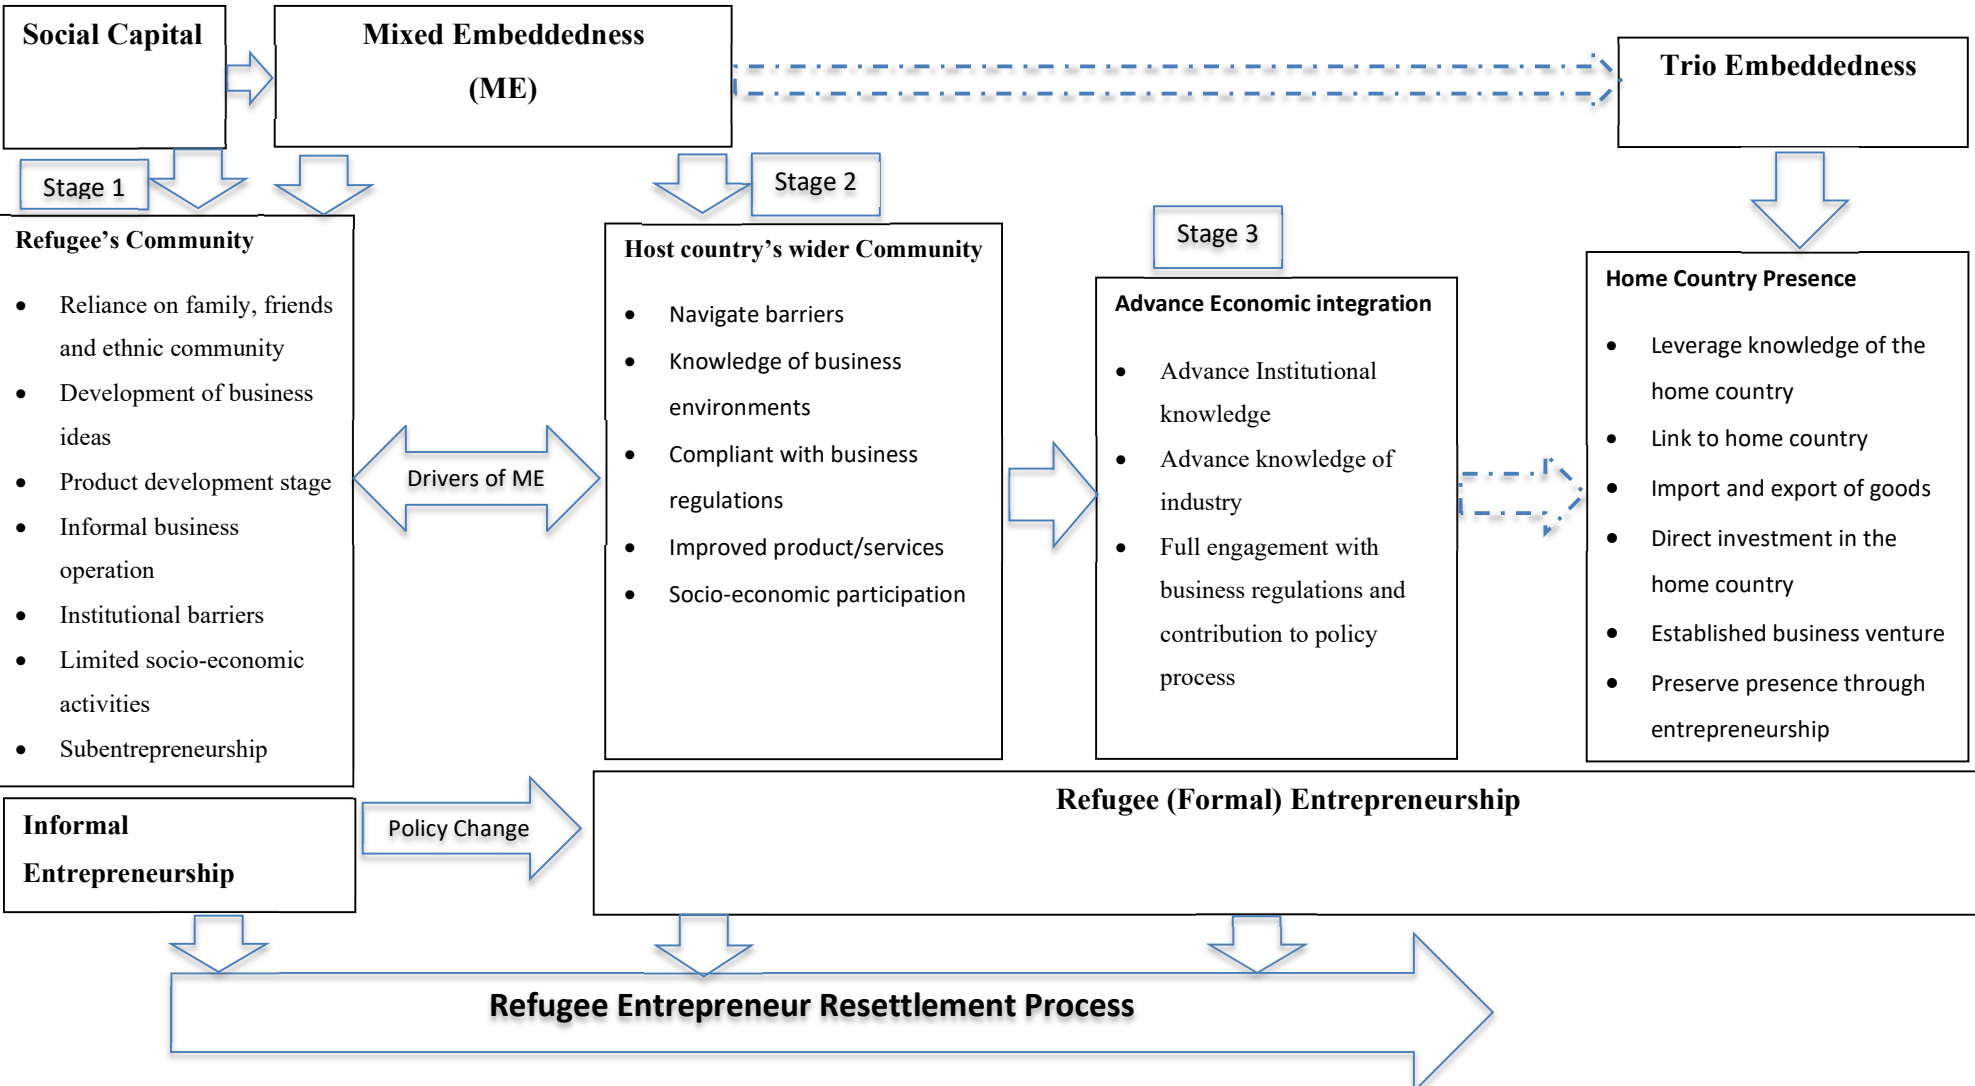 Social Capital
Mixed Embeddedness
(ME)
Trio Embeddedness
Stage 1
Stage 2
Stage 3
Refugee’s Community
• Reliance on family, friends
and ethnic community
• Development of business
ideas
• Product development stage
• Informal business
operation
• Institutional barriers
• Limited socio-economic
activities
• Subentrepreneurship
Drivers of ME
Host country’s wider Community
• Navigate barriers
• Knowledge of business
environments
• Compliant with business
regulations
• Improved product/services
• Socio-economic participation
Advance Economic integration
• Advance Institutional
knowledge
• Advance knowledge of
industry
• Full engagement with
business regulations and
contribution to policy
process
Home Country Presence
• Leverage knowledge of the
home country
• Link to home country
• Import and export of goods
• Direct investment in the
home country
• Established business venture
• Preserve presence through
entrepreneurship
Informal
Entrepreneurship
Policy Change
Refugee (Formal) Entrepreneurship
Refugee Entrepreneur Resettlement Process